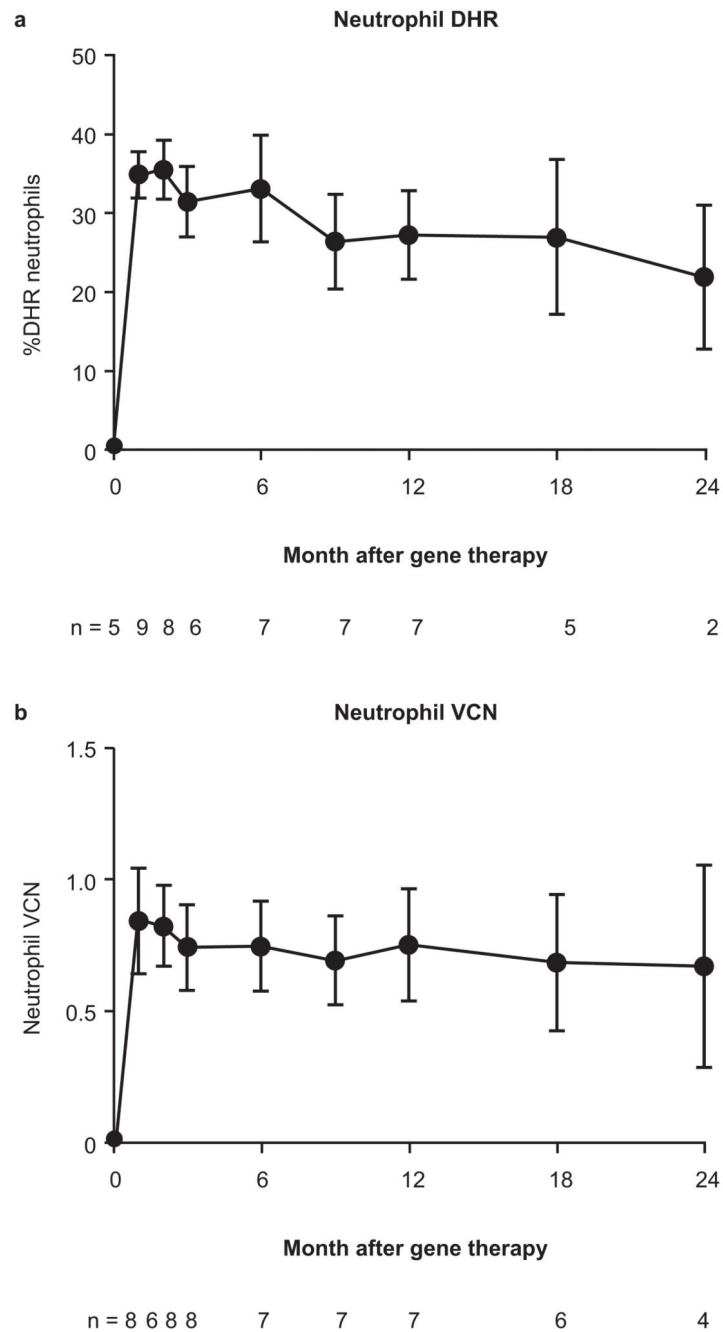 a
Neutrophil DHR
50
40
30
20
10
0
%DHR neutrophils
0 6 12 18 24
Month after gene therapy
n = 5 9 8 6 7 7 7 5 2
b
Neutrophil VCN
1.5
1.0
0.5
0
Neutrophil VCN
0 6 12 18 24
Month after gene therapy
n = 8 6 8 8 7 7 7 6 4